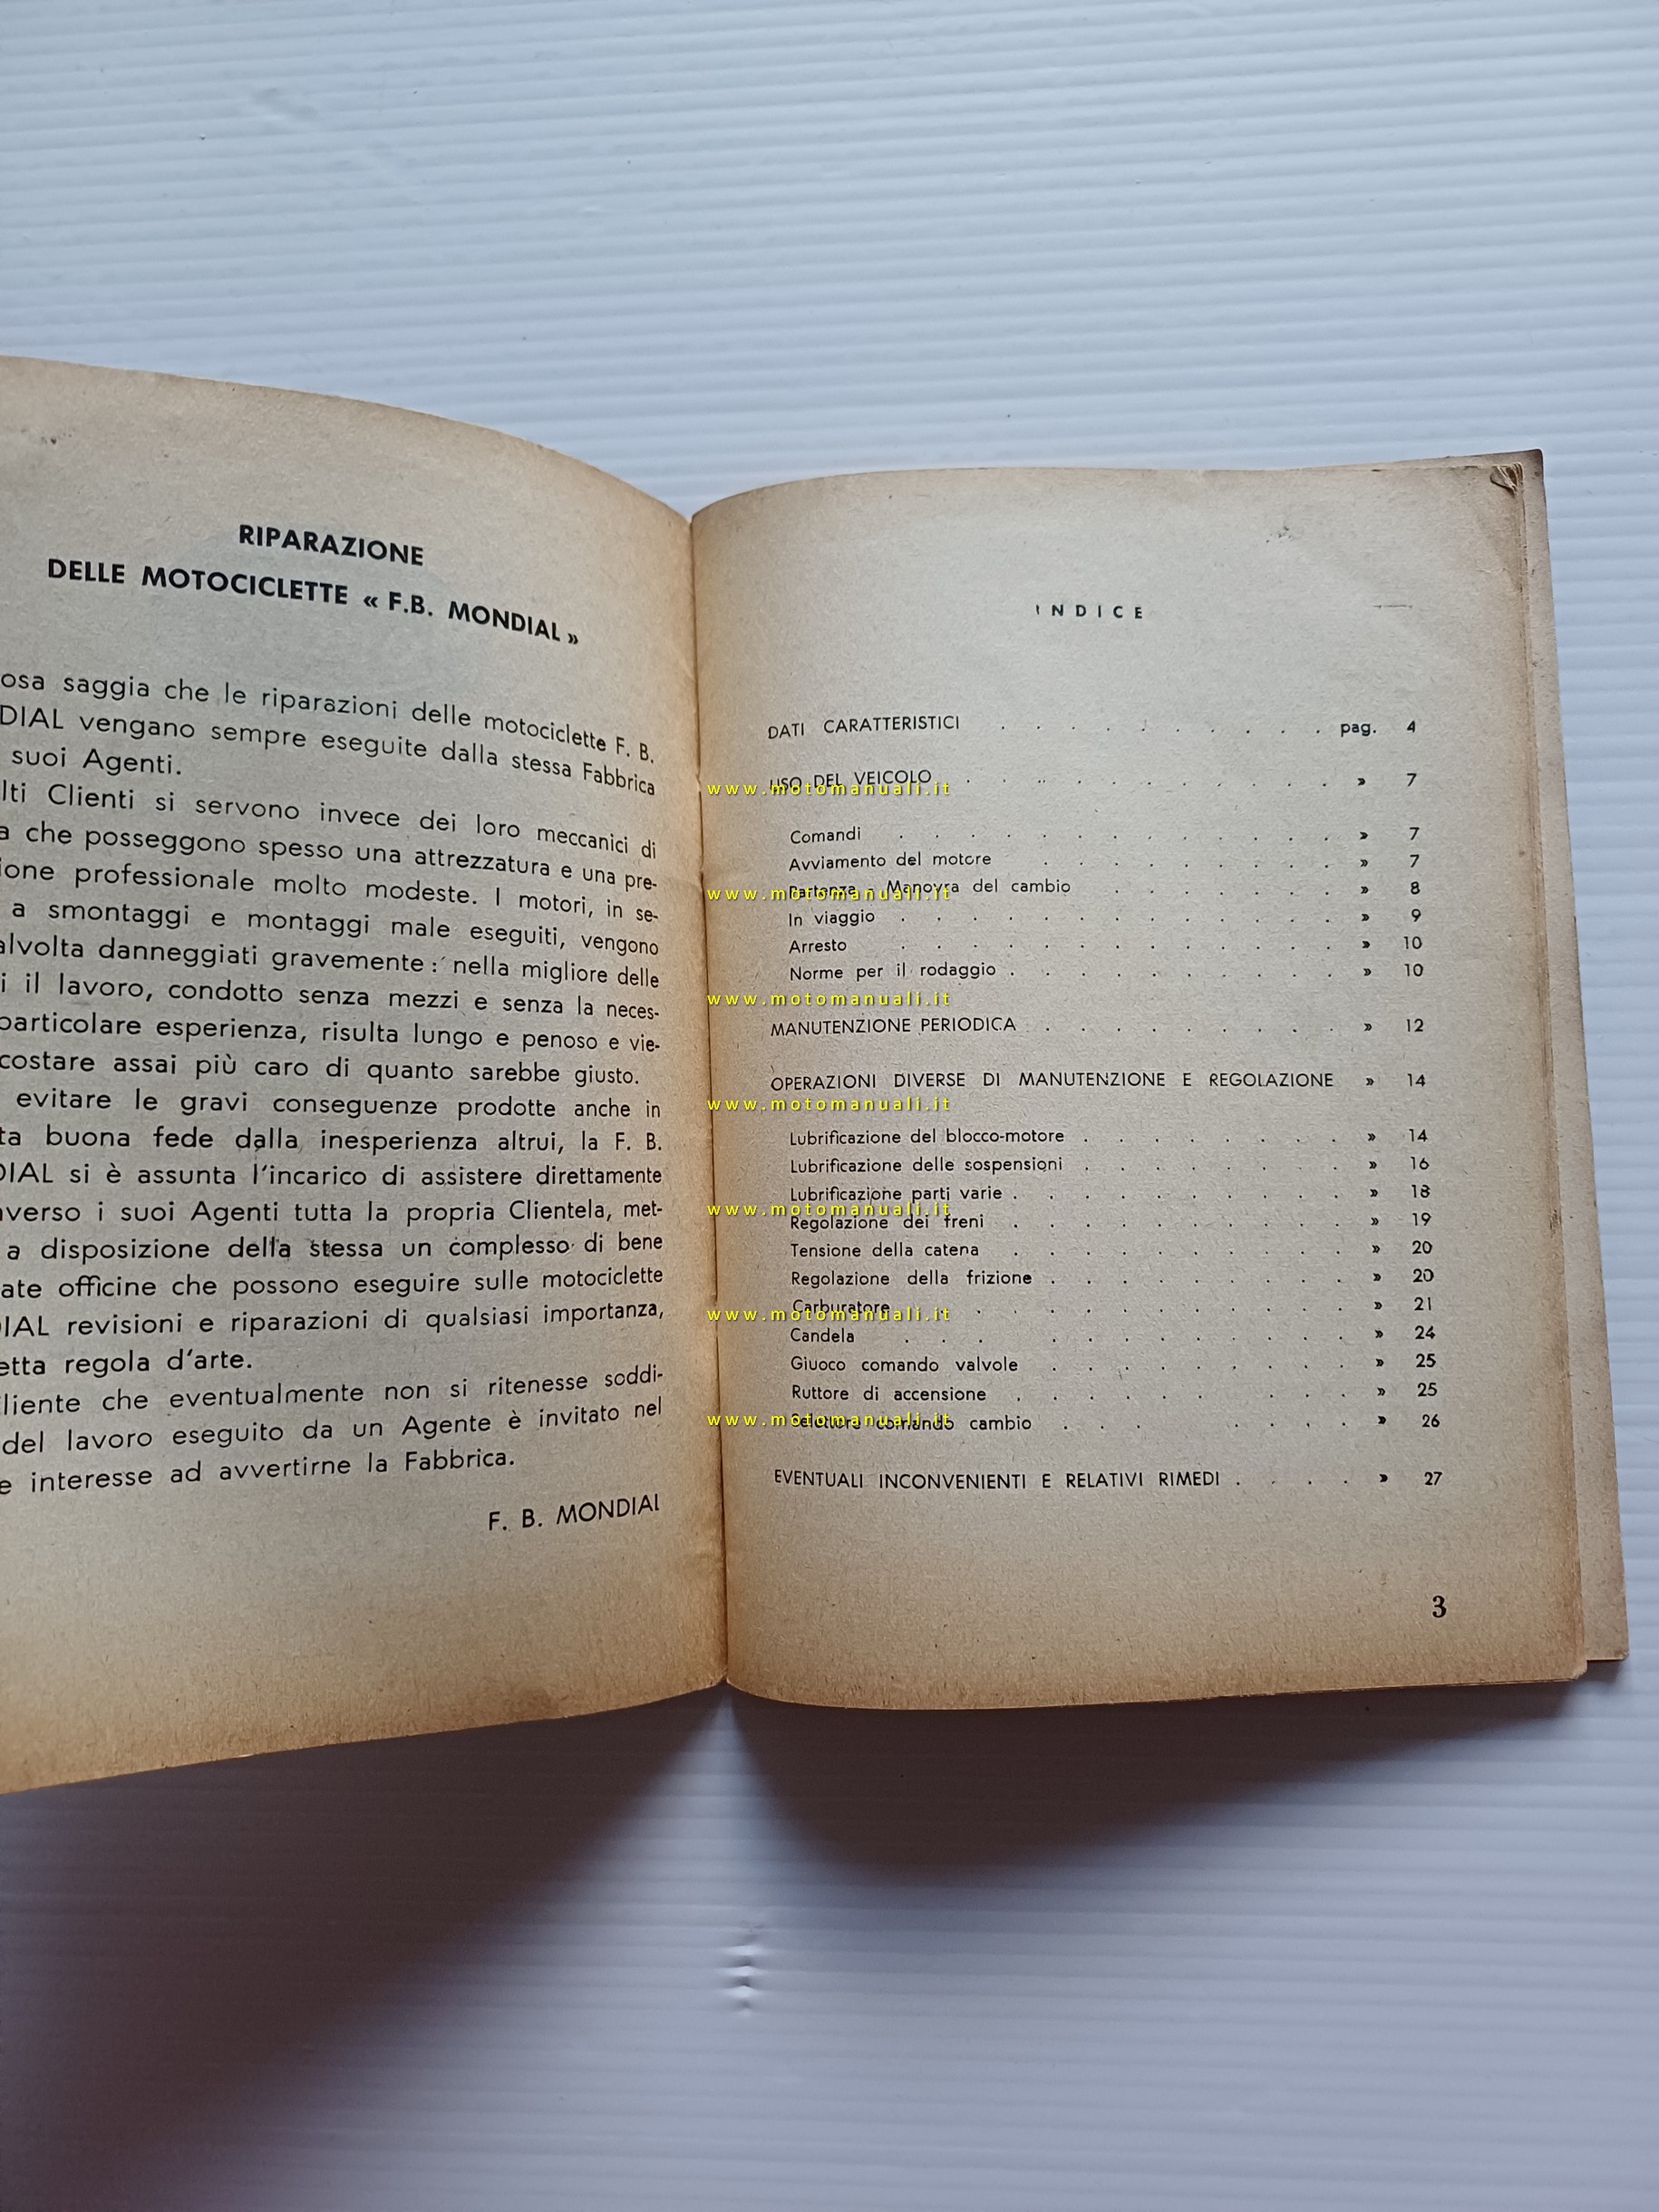 RIPARAZIONE
DELLE MOTOCICLETTE « F.B. MONDIAL »
osa saggia che le riparazioni delle motociclette F. B.
DIAL vengano sempre eseguite dalla stessa Fabbrica
suoi Agenti.
lti Clienti si servono invece dei loro meccanici di
a che posseggono spesso una attrezzatura e una pre-
ione professionale molto modeste. I motori, in se-
a smontaggi e montaggi male eseguiti, vengono
alvolta danneggiati gravemente: nella migliore delle
i il lavoro, condotto senza mezzi e senza la neces-
particolare esperienza, risulta lungo e penoso e vie-
costare assai più caro di quanto sarebbe giusto.
evitare le gravi conseguenze prodotte anche in
ta buona fede dalla inesperienza altrui, la F. B.
DIAL si è assunta l'incarico di assistere direttamente
averso i suoi Agenti tutta la propria Clientela, met-
a disposizione della stessa un complesso di bene
ate officine che possono eseguire sulle motociclette
DIAL revisioni e riparazioni di qualsiasi importanza,
etta regola d'arte.
liente che eventualmente non si ritenesse soddi-
del lavoro eseguito da un Agente è invitato nel
e interesse ad avvertirne la Fabbrica.
F. B. MONDIAL
INDICE
DATI CARATTERISTICI . . . . . . . . . . pag. 4
USO DEL VEICOLO . . . . . . . . . . . » 7
www.motomanuali.it
Comandi . . . . . . . . . . . . . » 7
Avviamento del motore . . . . . . . . . » 7
Partenza - Manovra del cambio . . . . . . . » 8
www.motomanuali.it
In viaggio . . . . . . . . . . . . . » 9
Arresto . . . . . . . . . . . . . » 10
Norme per il rodaggio . . . . . . . . . . » 10
www.motomanuali.it
MANUTENZIONE PERIODICA . . . . . . . . . » 12
OPERAZIONI DIVERSE DI MANUTENZIONE E REGOLAZIONE » 14
www.motomanuali.it
Lubrificazione del blocco-motore . . . . . . . . » 14
Lubrificazione delle sospensioni . . . . . . . » 16
Lubrificazione parti varie . . . . . . . . . . » 18
www.motomanuali.it
Regolazione dei freni . . . . . . . . . . » 19
Tensione della catena . . . . . . . . . . » 20
Regolazione della frizione . . . . . . . . . » 20
Carburatore . . . . . . . . . . . . » 21
www.motomanuali.it
Candela . . . . . . . . . . . . » 24
Giuoco comando valvole . . . . . . . . . » 25
Ruttore di accensione . . . . . . . . » 25
Selettore comando cambio . . . . . . . . » 26
www.motomanuali.it
EVENTUALI INCONVENIENTI E RELATIVI RIMEDI . . . . » 27
3